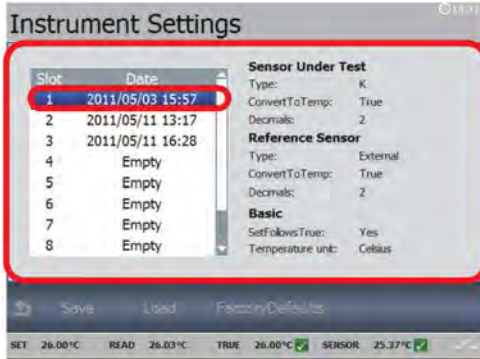 Instrument Settings
Slot Date
1 2011/05/03 15:57
2 2011/05/11 13:17
3 2011/05/11 16:28
4 Empty
5 Empty
6 Empty
7 Empty
8 Empty
Sensor Under Test
Type: K
ConvertToTemp: True
Decimals: 2
Reference Sensor
Type: External
ConvertToTemp: True
Decimals: 2
Basic
SetFollowsTrue: Yes
Temperature unit: Celsius
Save Load FactoryDefaults
SET 26.00°C READ 26.03°C TRUE 26.00°C SENSOR 25.37°C